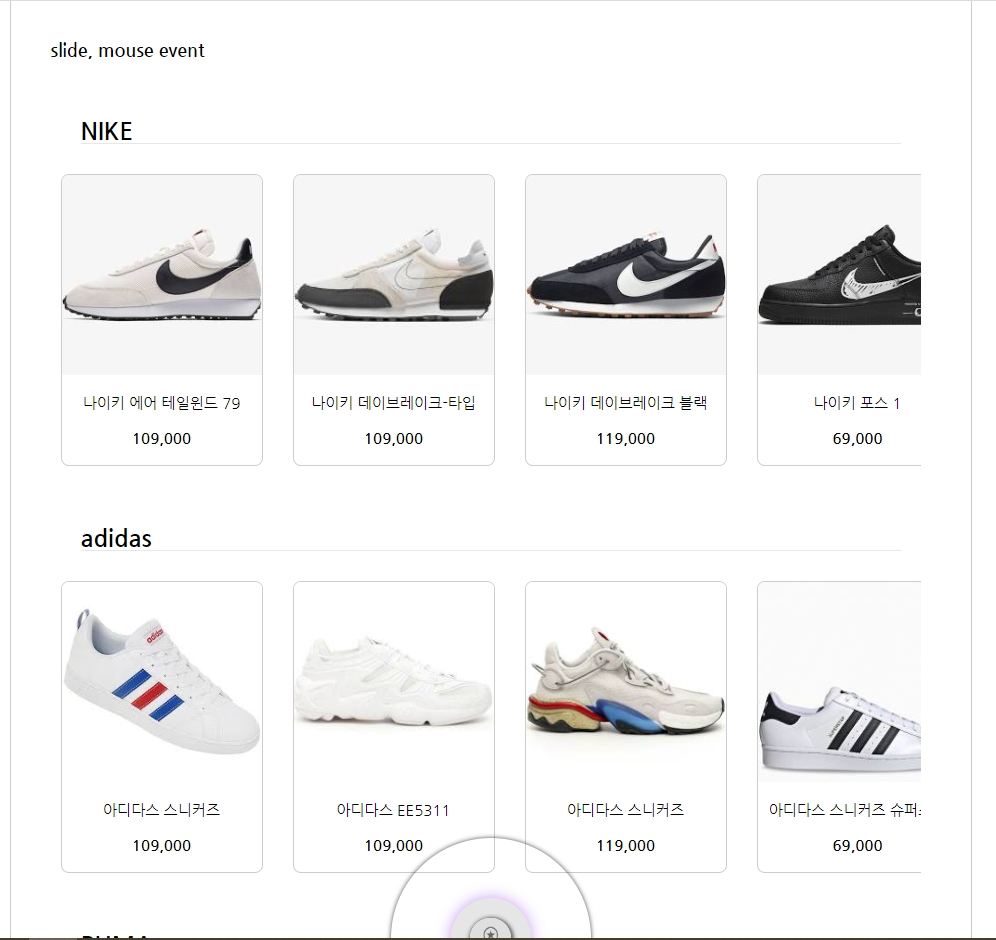 slide, mouse event
NIKE
나이키 에어 테일윈드 79
109,000
나이키 데이브레이크-타입
109,000
나이키 데이브레이크 블랙
119,000
나이키 포스 1
69,000
adidas
아디다스 스니커즈
109,000
아디다스 EE5311
109,000
아디다스 스니커즈
119,000
아디다스 스니커즈
69,000